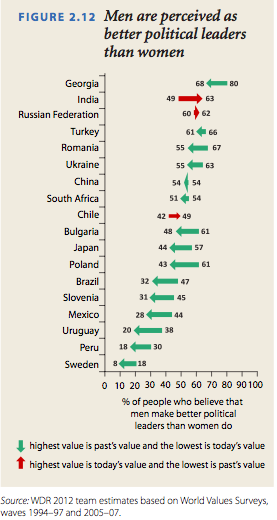 FIGURE 2.12 Men are perceived as
better political leaders
than women
Georgia 68 80
India 49 63
Russian Federation 60 62
Turkey 61 66
Romania 55 67
Ukraine 55 63
China 54 54
South Africa 51 54
Chile 42 49
Bulgaria 48 61
Japan 44 57
Poland 43 61
Brazil 32 47
Slovenia 31 45
Mexico 28 44
Uruguay 20 38
Peru 18 30
Sweden 8 18
0 10 20 30 40 50 60 70 80 90 100
% of people who believe that
men make better political
leaders than women do
highest value is past's value and the lowest is today's value
highest value is today's value and the lowest is past's value
Source: WDR 2012 team estimates based on World Values Surveys,
waves 1994–97 and 2005–07.